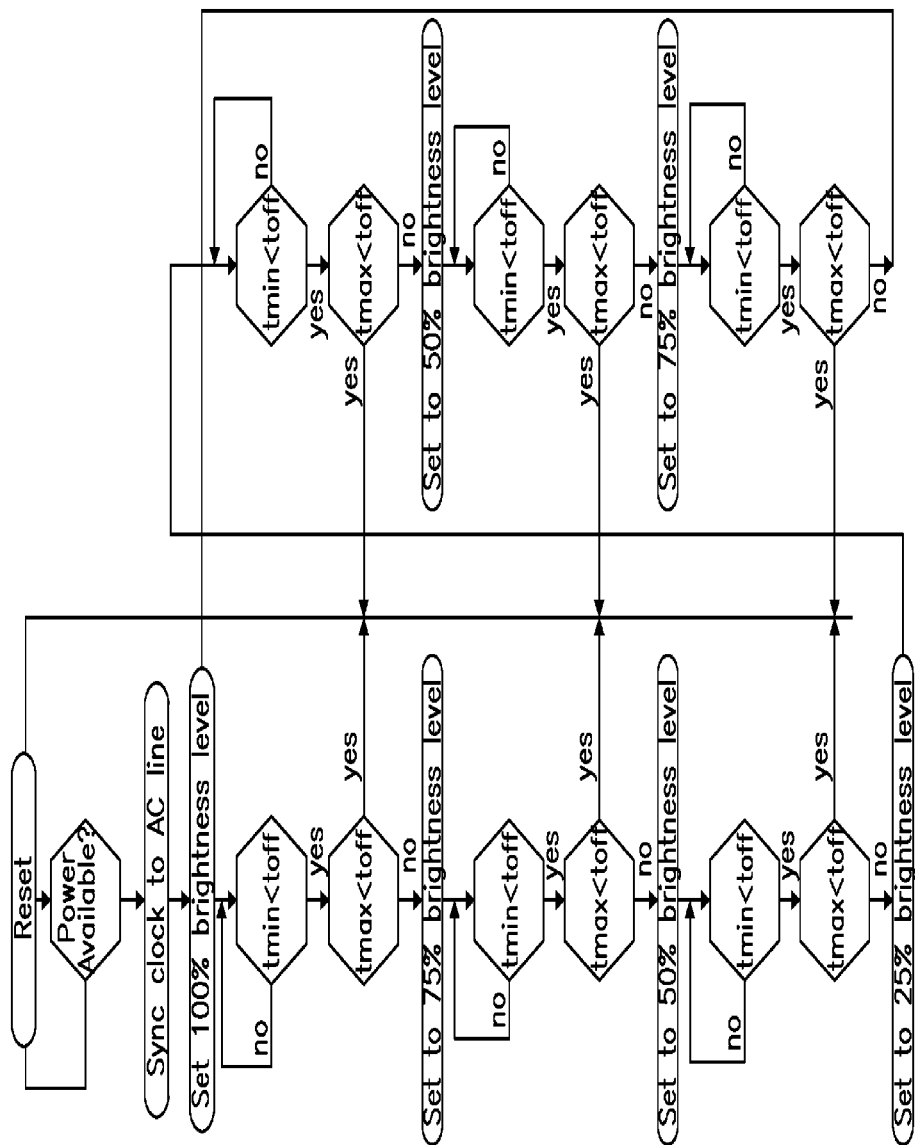 Reset
Power
Available?
Sync clock to AC line
Set 100% brightness level
tmin<toff
no
yes
tmax<toff
yes
no
Set to 75% brightness level
tmin<toff
no
yes
tmax<toff
yes
no
Set to 50% brightness level
tmin<toff
no
yes
tmax<toff
yes
no
Set to 25% brightness level
tmin<toff
no
yes
tmax<toff
yes
no
Set to 50% brightness level
tmin<toff
no
yes
tmax<toff
yes
no
Set to 75% brightness level
tmin<toff
no
yes
tmax<toff
yes
no